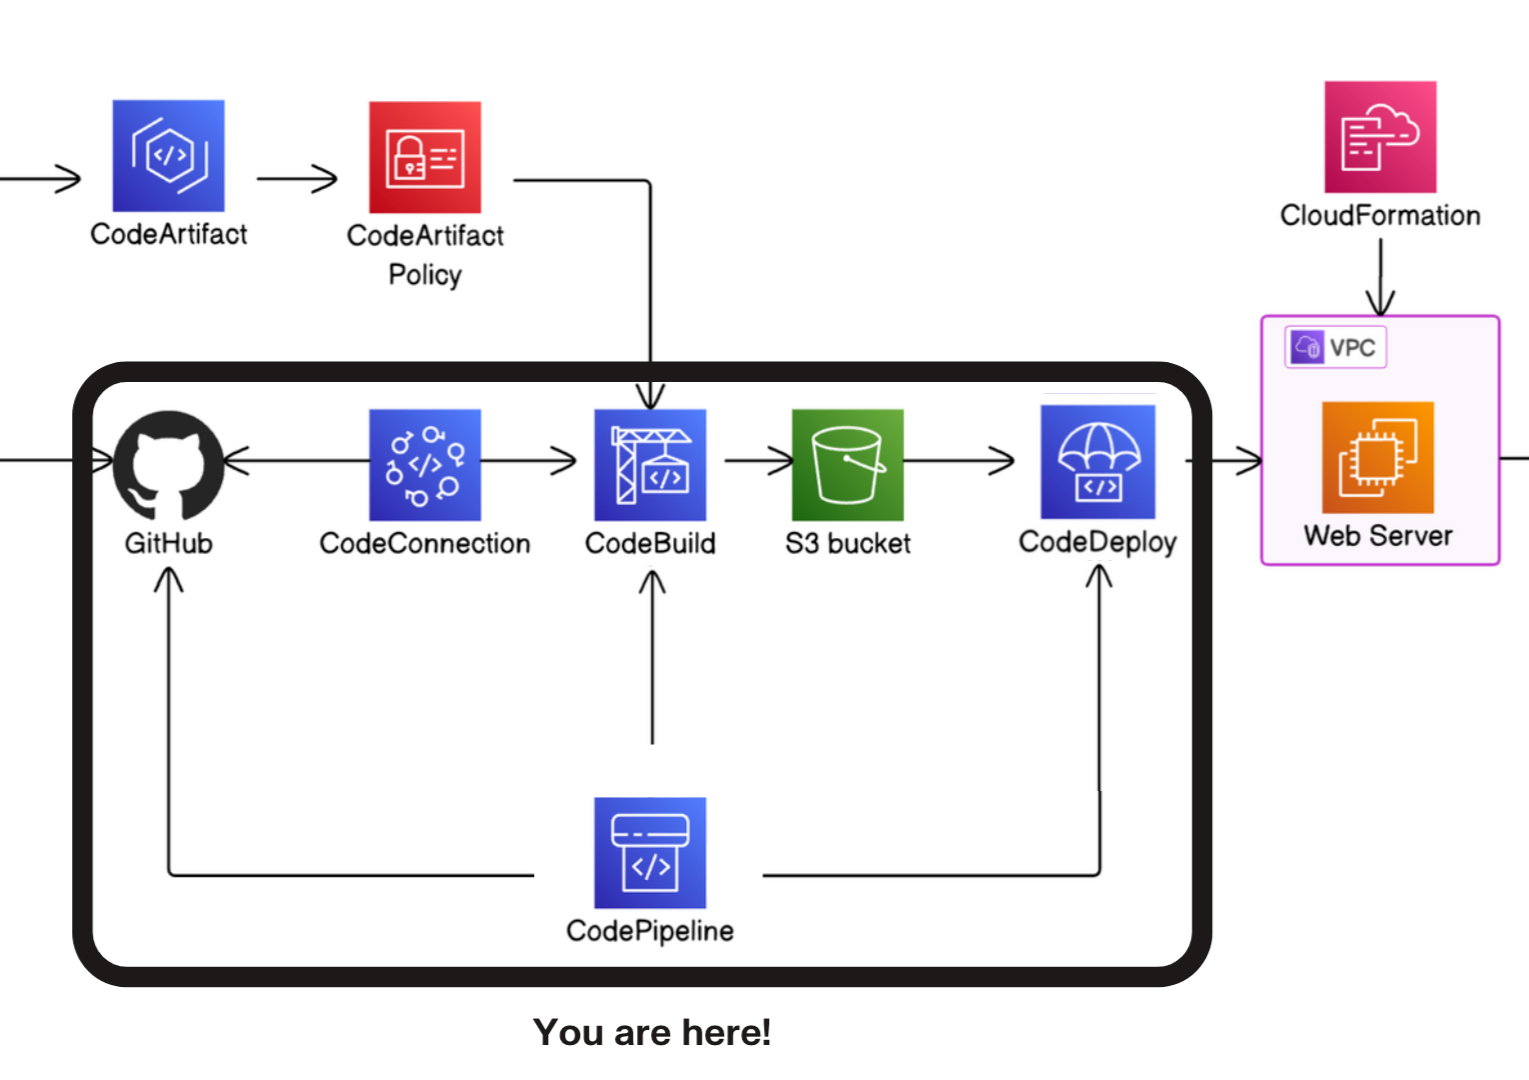 CodeArtifact
CodeArtifact
Policy
CloudFormation
VPC
Web Server
GitHub
CodeConnection
CodeBuild
S3 bucket
CodeDeploy
CodePipeline
You are here!